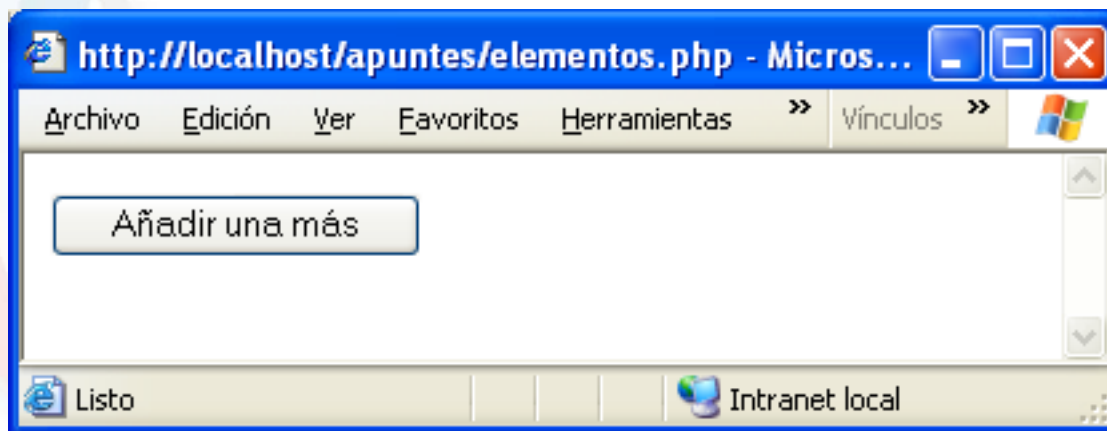 http://localhost/apuntes/elementos.php - Micros...
Archivo Edición Ver Favoritos Herramientas » Vínculos »
Añadir una más
Listo Intranet local